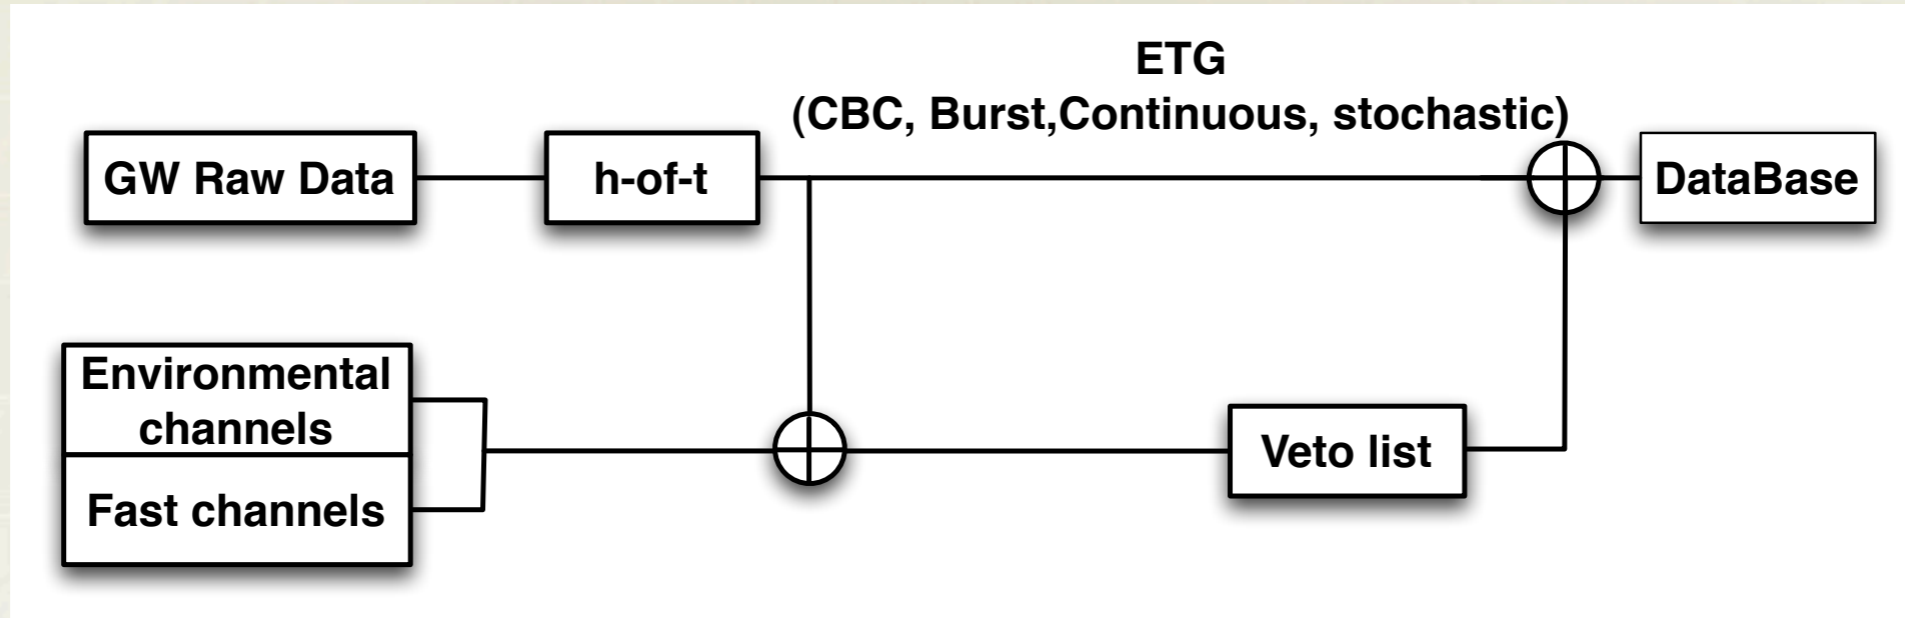 ETG
(CBC, Burst,Continuous, stochastic)
GW Raw Data
h-of-t
DataBase
Environmental
channels
Fast channels
Veto list